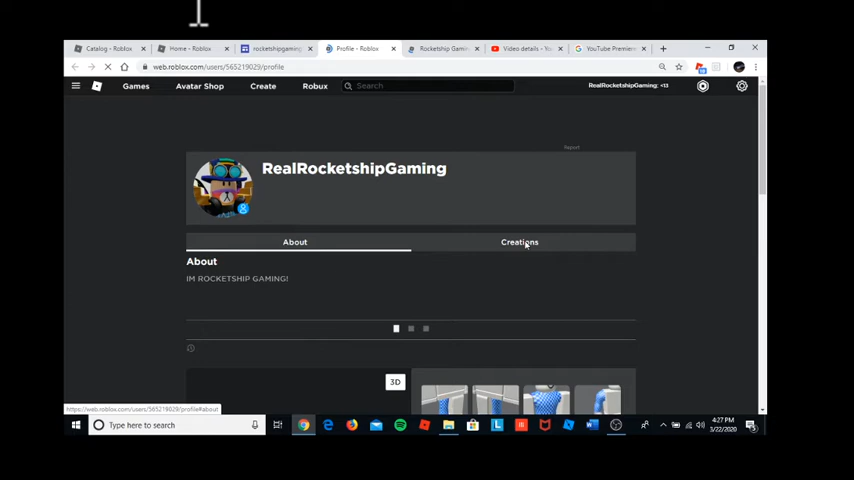 Catalog - Roblox
Home - Roblox
rocketshipgaming
Profile - Roblox
Rocketship Gamin
Video details - Yo
YouTube Premiere
web.roblox.com/users/565219029/profile
Games
Avatar Shop
Create
Robux
Search
RealRocketshipGaming: <13
Report
RealRocketshipGaming
About
Creations
About
IM ROCKETSHIP GAMING!
3D
https://web.roblox.com/users/565219029/profile#about
Type here to search
4:27 PM
3/22/2020